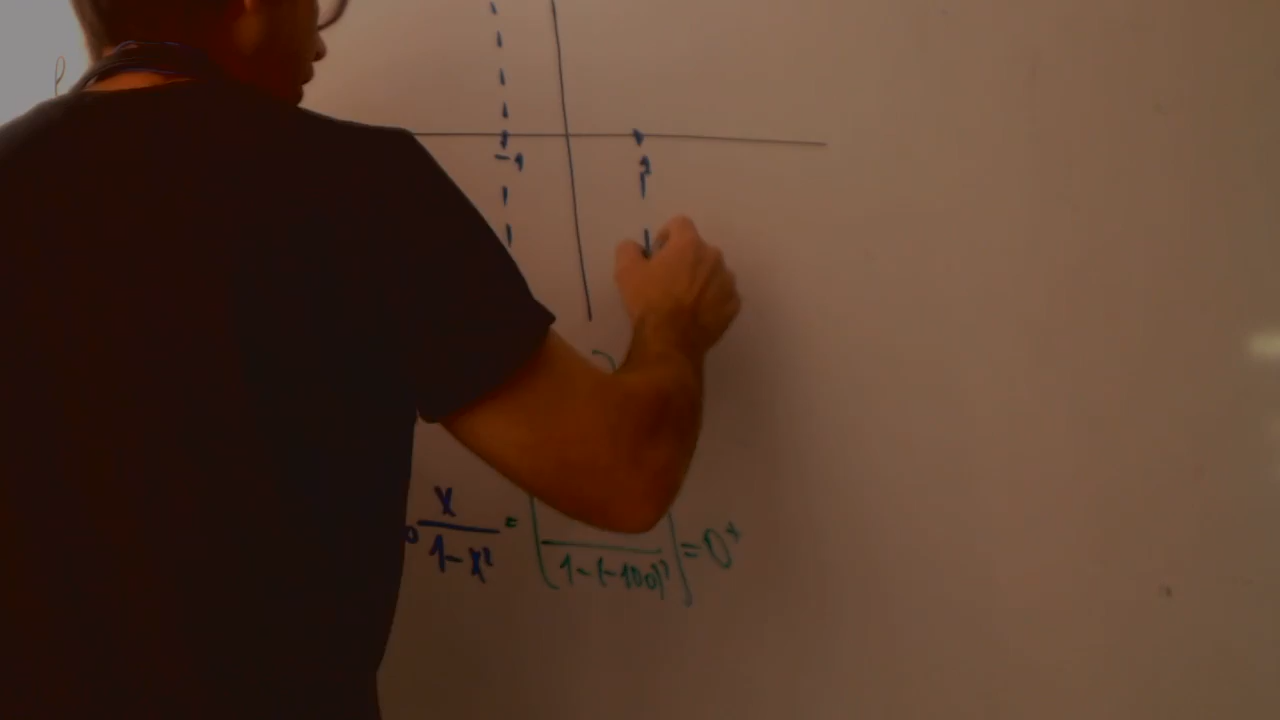 -1 1
x/(1-x²) = [ /(1-(-100)²] = 0⁺